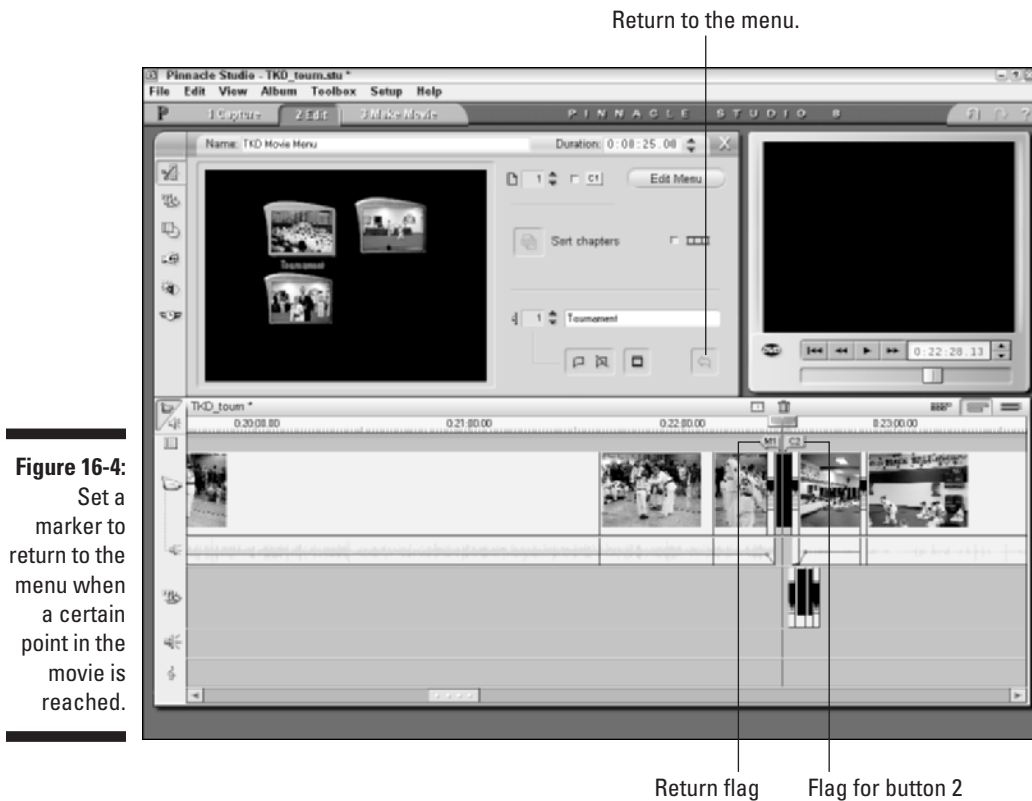 Return to the menu.
Pinnacle Studio - TKD_tourn.stu *
File Edit View Album Toolbox Setup Help
1 Capture 2 Edit 3 Make Movie PINNACLE STUDIO 8
Name: TKD Movie Menu Duration: 0:08:25.00
1 C1 Edit Menu
Sort chapters
Tournament
1 Tournament
DVD 0:22:28.13
TKD_tourn *
0:20:00.00 0:21:00.00 0:22:00.00 0:23:00.00
M1 C2
Figure 16-4:
Set a
marker to
return to the
menu when
a certain
point in the
movie is
reached.
Return flag Flag for button 2